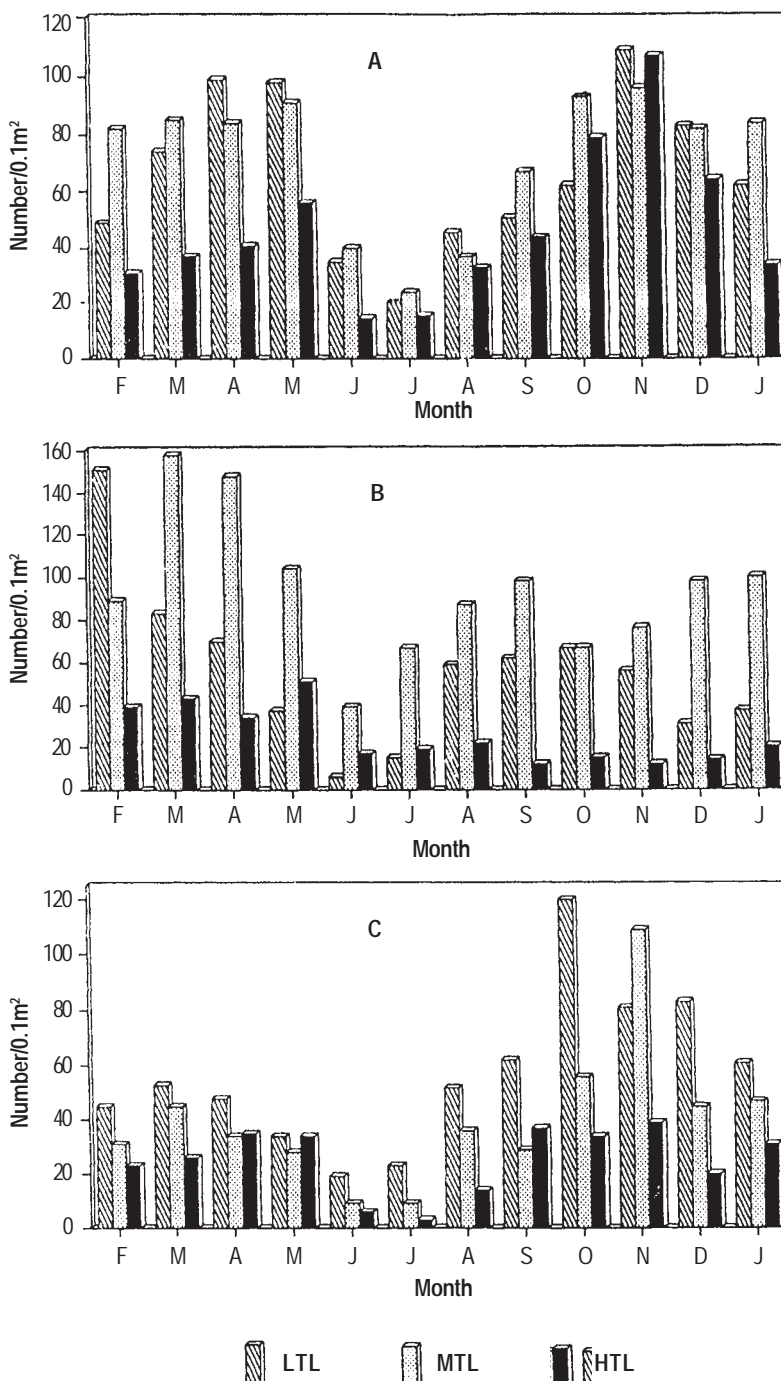 A
Number/0.1m²
120
100
80
60
40
20
0
F M A M J J A S O N D J
Month
B
Number/0.1m²
160
140
120
100
80
60
40
20
0
F M A M J J A S O N D J
Month
C
Number/0.1m²
120
100
80
60
40
20
0
F M A M J J A S O N D J
Month
LTL MTL HTL